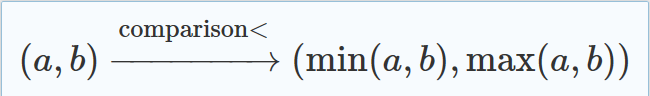 comparison<
(a, b) ⟶ (min(a, b), max(a, b))